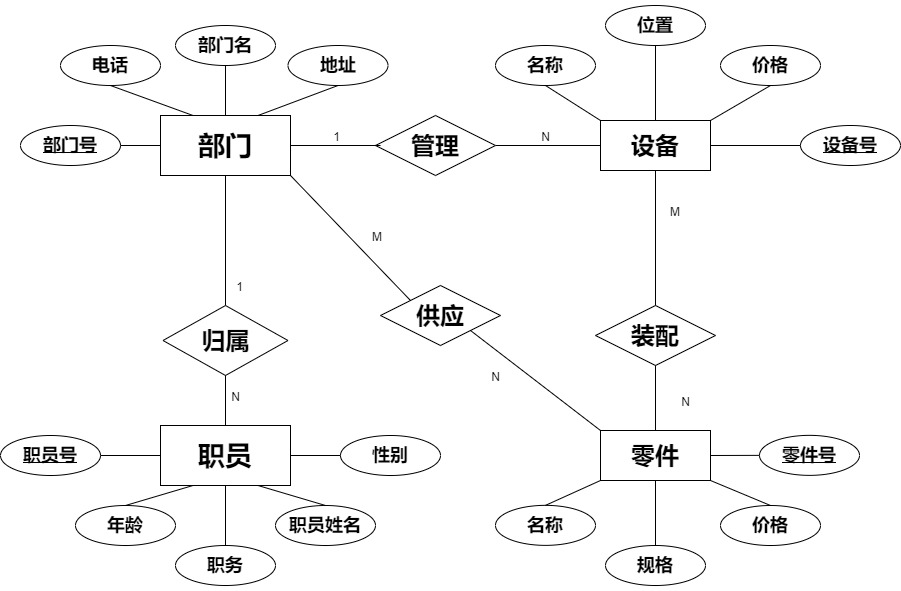 位置
部门名
电话
地址
名称
价格
部门号
部门
1
管理
N
设备
设备号
M
M
1
供应
归属
装配
N
N
N
职员号
职员
性别
零件
零件号
年龄
职员姓名
名称
价格
职务
规格